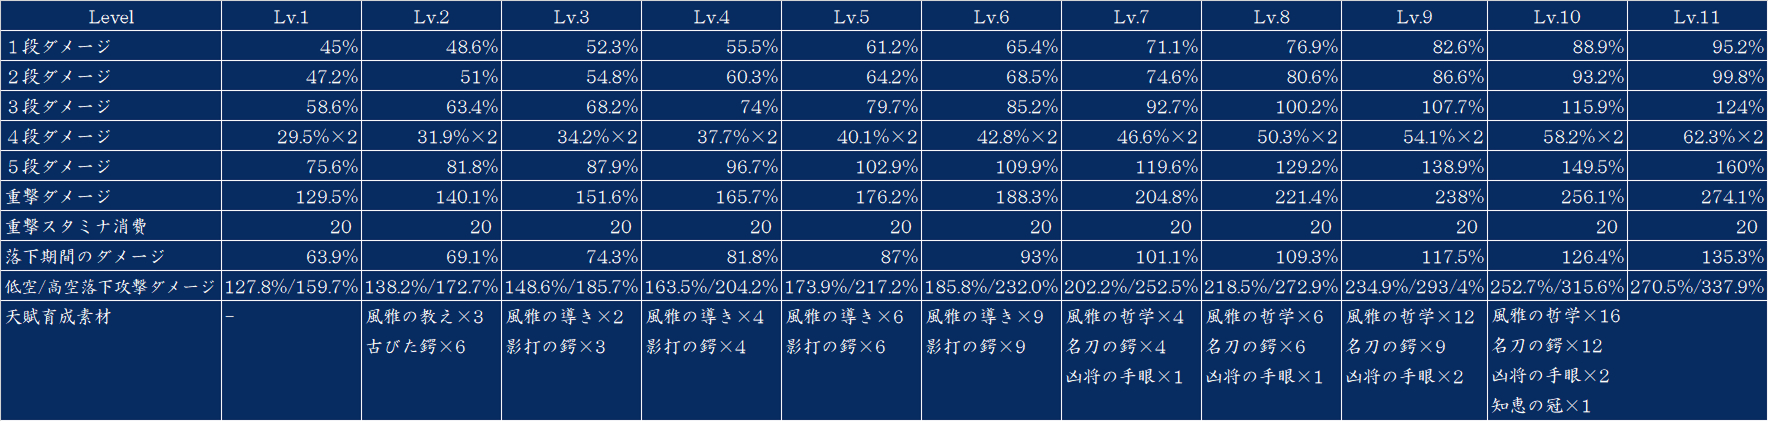 Level Lv.1 Lv.2 Lv.3 Lv.4 Lv.5 Lv.6 Lv.7 Lv.8 Lv.9 Lv.10 Lv.11
1段ダメージ 45% 48.6% 52.3% 55.5% 61.2% 65.4% 71.1% 76.9% 82.6% 88.9% 95.2%
2段ダメージ 47.2% 51% 54.8% 60.3% 64.2% 68.5% 74.6% 80.6% 86.6% 93.2% 99.8%
3段ダメージ 58.6% 63.4% 68.2% 74% 79.7% 85.2% 92.7% 100.2% 107.7% 115.9% 124%
4段ダメージ 29.5%×2 31.9%×2 34.2%×2 37.7%×2 40.1%×2 42.8%×2 46.6%×2 50.3%×2 54.1%×2 58.2%×2 62.3%×2
5段ダメージ 75.6% 81.8% 87.9% 96.7% 102.9% 109.9% 119.6% 129.2% 138.9% 149.5% 160%
重撃ダメージ 129.5% 140.1% 151.6% 165.7% 176.2% 188.3% 204.8% 221.4% 238% 256.1% 274.1%
重撃スタミナ消費 20 20 20 20 20 20 20 20 20 20 20
落下期間のダメージ 63.9% 69.1% 74.3% 81.8% 87% 93% 101.1% 109.3% 117.5% 126.4% 135.3%
低空/高空落下攻撃ダメージ 127.8%/159.7% 138.2%/172.7% 148.6%/185.7% 163.5%/204.2% 173.9%/217.2% 185.8%/232.0% 202.2%/252.5% 218.5%/272.9% 234.9%/293/4% 252.7%/315.6% 270.5%/337.9%
天賦育成素材 - 風雅の教え×3 風雅の導き×2 風雅の導き×4 風雅の導き×6 風雅の導き×9 風雅の哲学×4 風雅の哲学×6 風雅の哲学×12 風雅の哲学×16
古びた鍔×6 影打の鍔×3 影打の鍔×4 影打の鍔×6 影打の鍔×9 名刀の鍔×4 名刀の鍔×6 名刀の鍔×9 名刀の鍔×12
凶将の手眼×1 凶将の手眼×1 凶将の手眼×2 凶将の手眼×2
知恵の冠×1